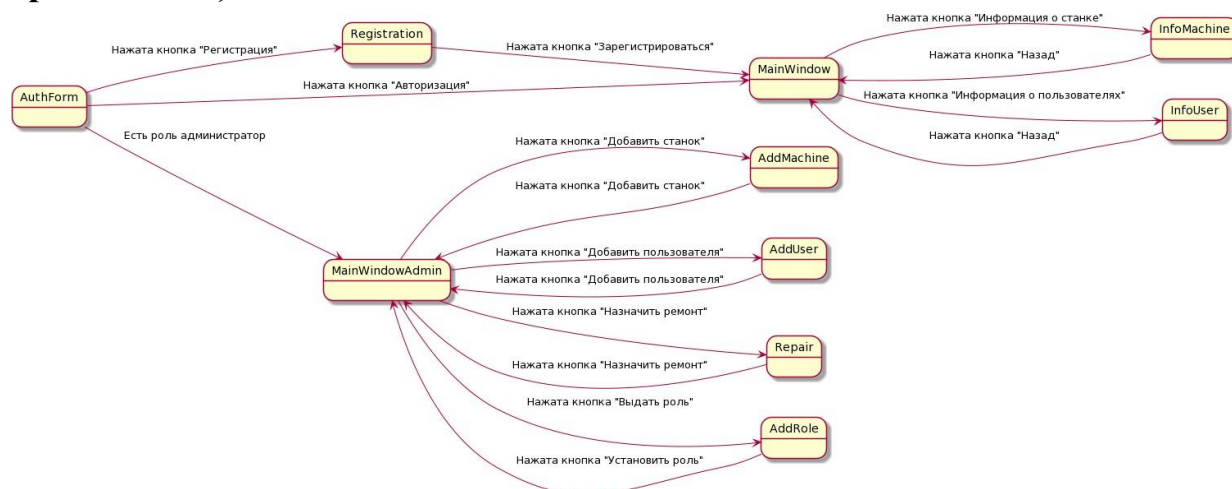 Registration
Нажата кнопка "Информация о станке"
InfoMachine
Нажата кнопка "Регистрация"
Нажата кнопка "Зарегистрироваться"
Нажата кнопка "Назад"
MainWindow
AuthForm
Нажата кнопка "Авторизация"
Нажата кнопка "Информация о пользователях"
InfoUser
Есть роль администратор
Нажата кнопка "Назад"
Нажата кнопка "Добавить станок"
AddMachine
Нажата кнопка "Добавить станок"
Нажата кнопка "Добавить пользователя"
AddUser
MainWindowAdmin
Нажата кнопка "Добавить пользователя"
Нажата кнопка "Назначить ремонт"
Repair
Нажата кнопка "Назначить ремонт"
Нажата кнопка "Выдать роль"
AddRole
Нажата кнопка "Установить роль"